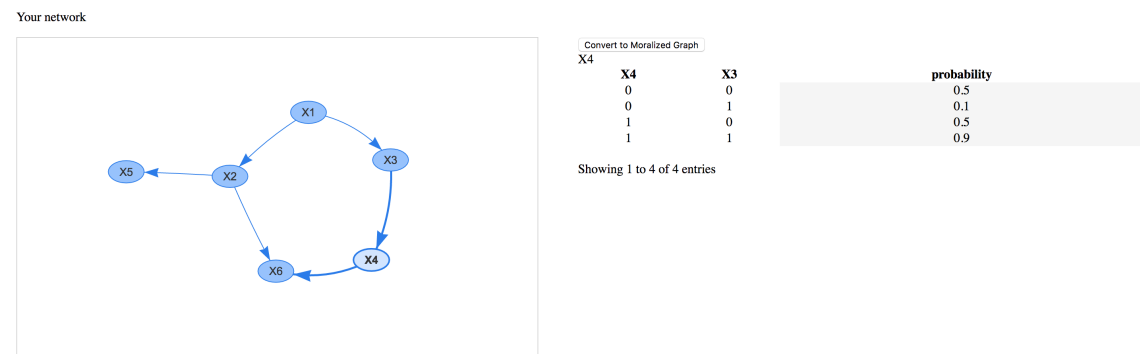 Your network
X1
X3
X5
X2
X4
X6
Convert to Moralized Graph
X4
X4 X3 probability
0 0 0.5
0 1 0.1
1 0 0.5
1 1 0.9
Showing 1 to 4 of 4 entries